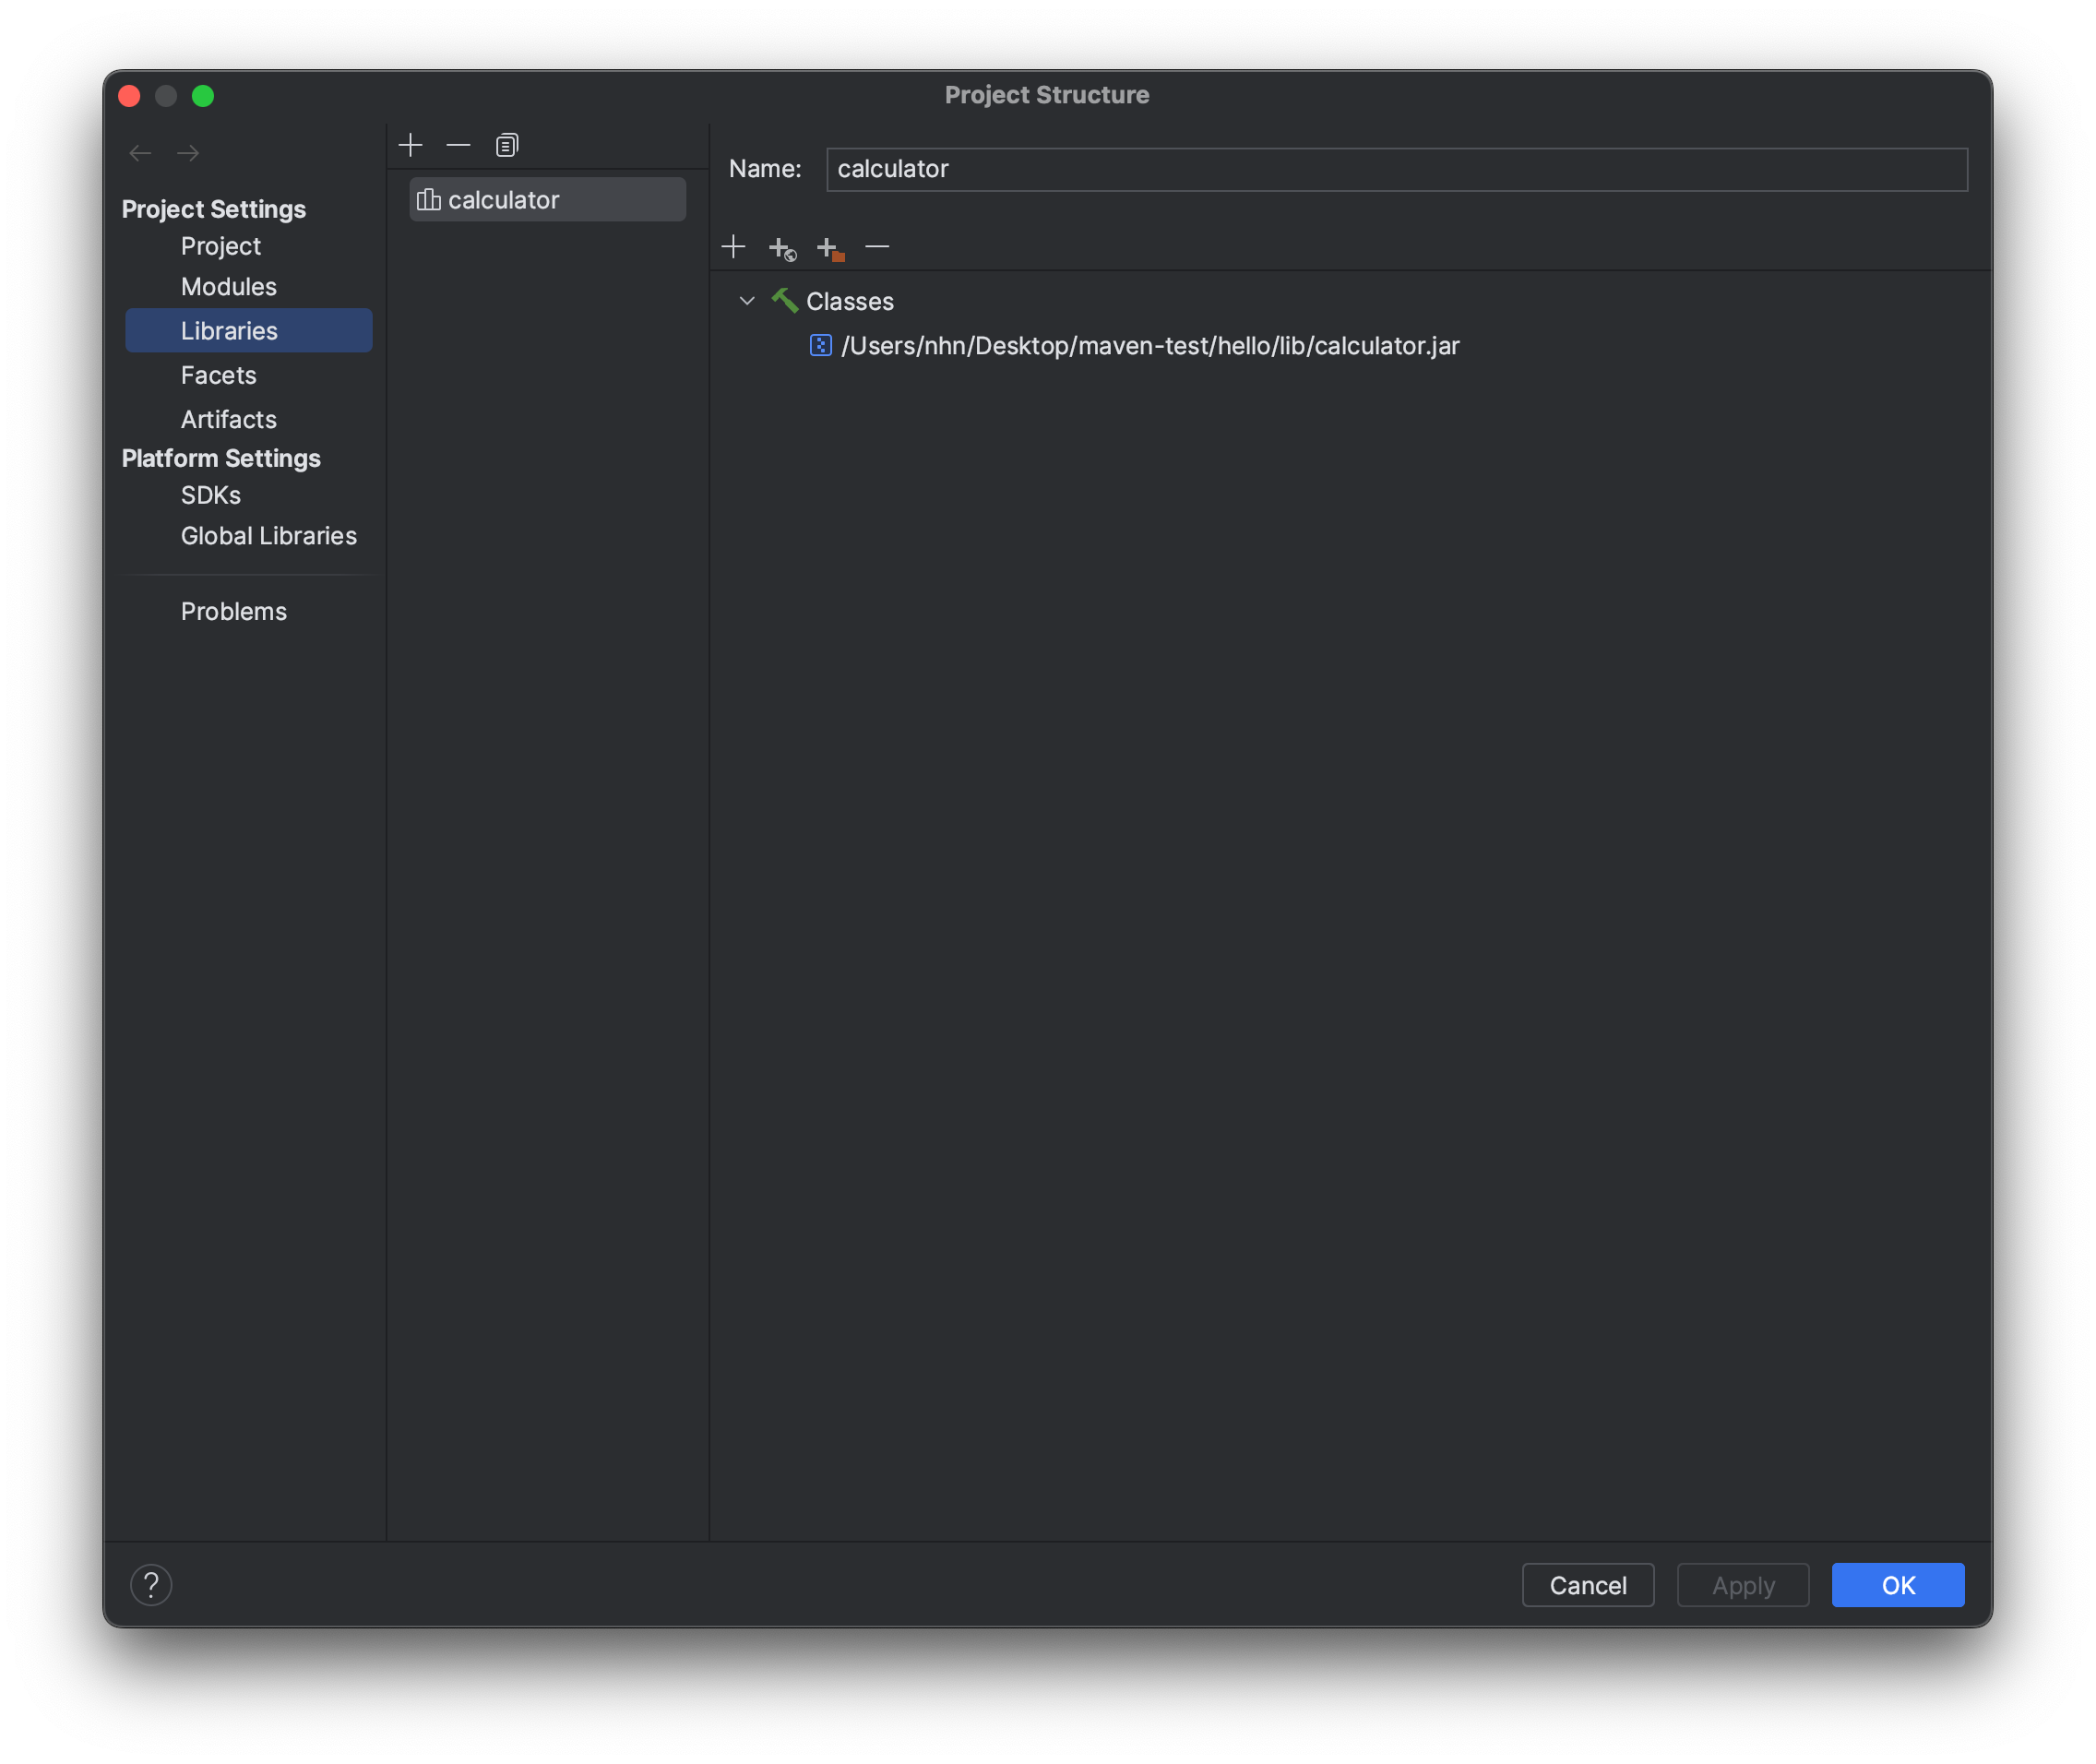 Project Structure
Project Settings
Project
Modules
Libraries
Facets
Artifacts
Platform Settings
SDKs
Global Libraries
Problems
calculator
Name: calculator
Classes
/Users/nhn/Desktop/maven-test/hello/lib/calculator.jar
? Cancel Apply OK